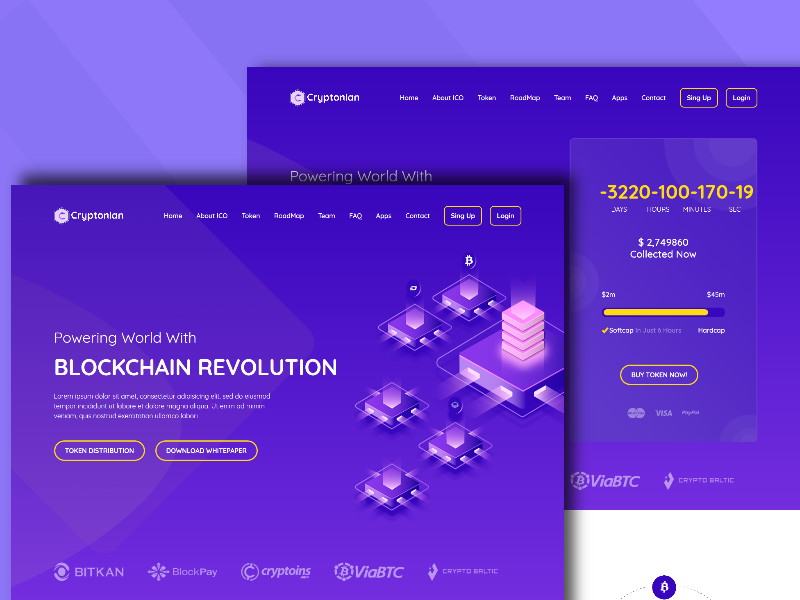 Cryptonian
Home About ICO Token RoadMap Team FAQ Apps Contact Sing Up Login
Powering World With
-3220-100-170-19
DAYS HOURS MINUTES SEC
$ 2,749860
Collected Now
$2m $45m
Softcap in Just 6 Hours Hardcap
BUY TOKEN NOW!
VISA PayPal
ViaBTC CRYPTO BALTIC
Cryptonian
Home About ICO Token RoadMap Team FAQ Apps Contact Sing Up Login
Powering World With
BLOCKCHAIN REVOLUTION
Lorem ipsum dolor sit amet, consectetur adipisicing elit, sed do eiusmod
tempor incididunt ut labore et dolore magna aliqua. Ut enim ad minim
veniam, quis nostrud exercitation ullamco labori
TOKEN DISTRIBUTION DOWNLOAD WHITEPAPER
BITKAN BlockPay cryptoins ViaBTC CRYPTO BALTIC